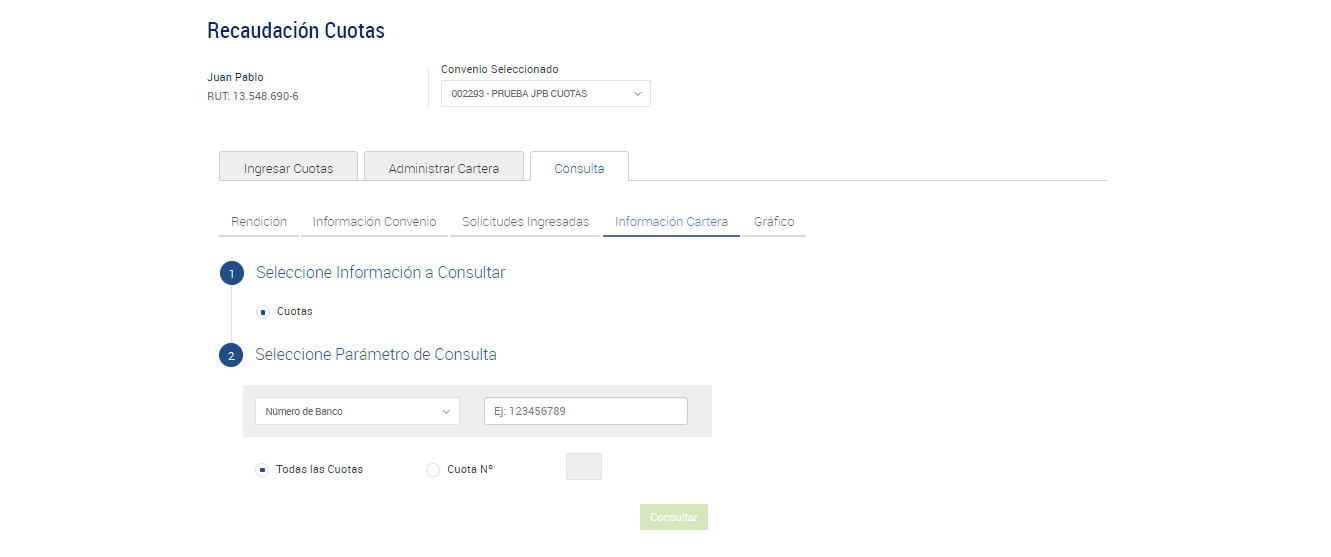 Recaudación Cuotas
Juan Pablo
RUT: 13.548.690-6
Convenio Seleccionado
002293 - PRUEBA JPB CUOTAS
Ingresar Cuotas
Administrar Cartera
Consulta
Rendición
Información Convenio
Solicitudes Ingresadas
Información Cartera
Gráfico
1
Seleccione Información a Consultar
Cuotas
2
Seleccione Parámetro de Consulta
Número de Banco
Ej: 123456789
Todas las Cuotas
Cuota Nº
Consultar